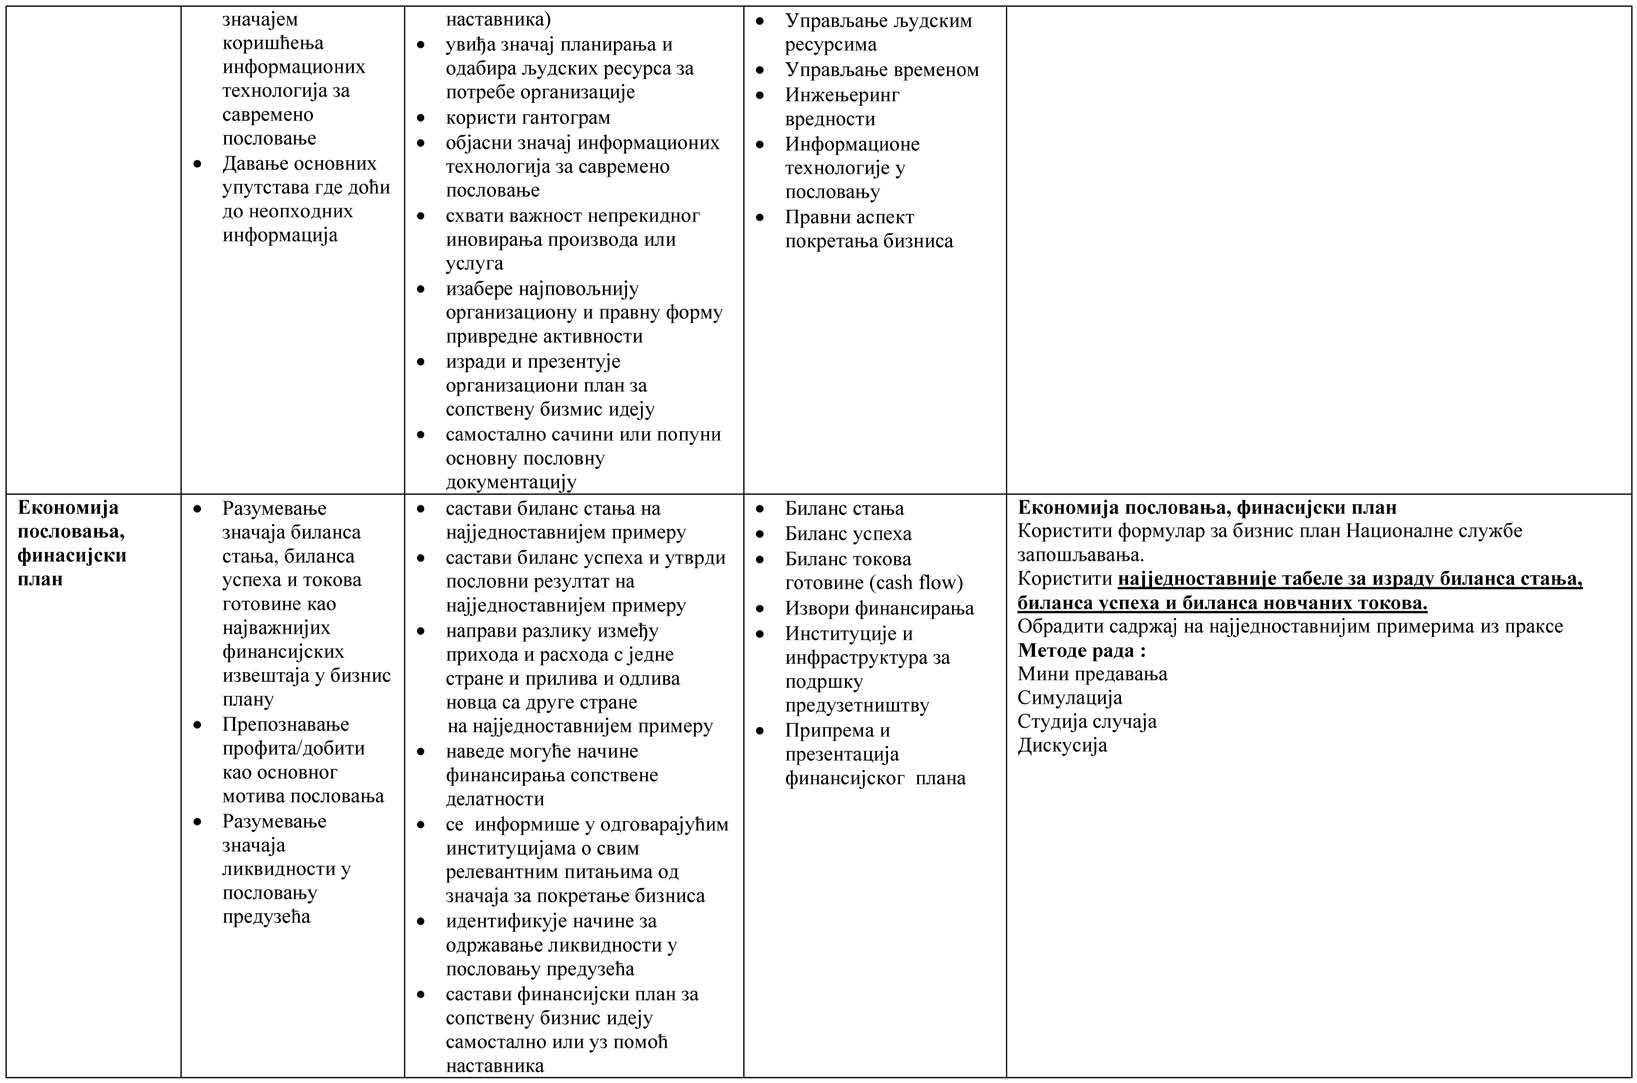 значајем
коришћења
информационих
технологија за
савремено
пословање
• Давање основних
упутстава где доћи
до неопходних
информација
наставника)
• увиђа значај планирања и
одабира људских ресурса за
потребе организације
• користи гантограм
• објасни значај информационих
технологија за савремено
пословање
• схвати важност непрекидног
иновирања производа или
услуга
• изабере најповољнију
организациону и правну форму
привредне активности
• изради и презентује
организациони план за
сопствену бизмис идеју
• самостално сачини или попуни
основну пословну
документацију
• Управљање људским
ресурсима
• Управљање временом
• Инжењеринг
вредности
• Информационе
технологије у
пословању
• Правни аспект
покретања бизниса
Економија
пословања,
финасијски
план
• Разумевање
значаја биланса
стања, биланса
успеха и токова
готовине као
најважнијих
финансијских
извештаја у бизнис
плану
• Препознавање
профита/добити
као основног
мотива пословања
• Разумевање
значаја
ликвидности у
пословању
предузећа
• састави биланс стања на
најједноставнијем примеру
• састави биланс успеха и утврди
пословни резултат на
најједноставнијем примеру
• направи разлику између
прихода и расхода с једне
стране и прилива и одлива
новца са друге стране
на најједноставнијем примеру
• наведе могуће начине
финансирања сопствене
делатности
• се  информише у одговарајућим
институцијама о свим
релевантним питањима од
значаја за покретање бизниса
• идентификује начине за
одржавање ликвидности у
пословању предузећа
• састави финансијски план за
сопствену бизнис идеју
самостално или уз помоћ
наставника
• Биланс стања
• Биланс успеха
• Биланс токова
готовине (cash flow)
• Извори финансирања
• Институције и
инфраструктура за
подршку
предузетништву
• Припрема и
презентација
финансијског  плана
Економија пословања, финасијски план
Користити формулар за бизнис план Националне службе
запошљавања.
Користити најједноставније табеле за израду биланса стања,
биланса успеха и биланса новчаних токова.
Обрадити садржај на најједноставнијим примерима из праксе
Методе рада :
Мини предавања
Симулација
Студија случаја
Дискусија